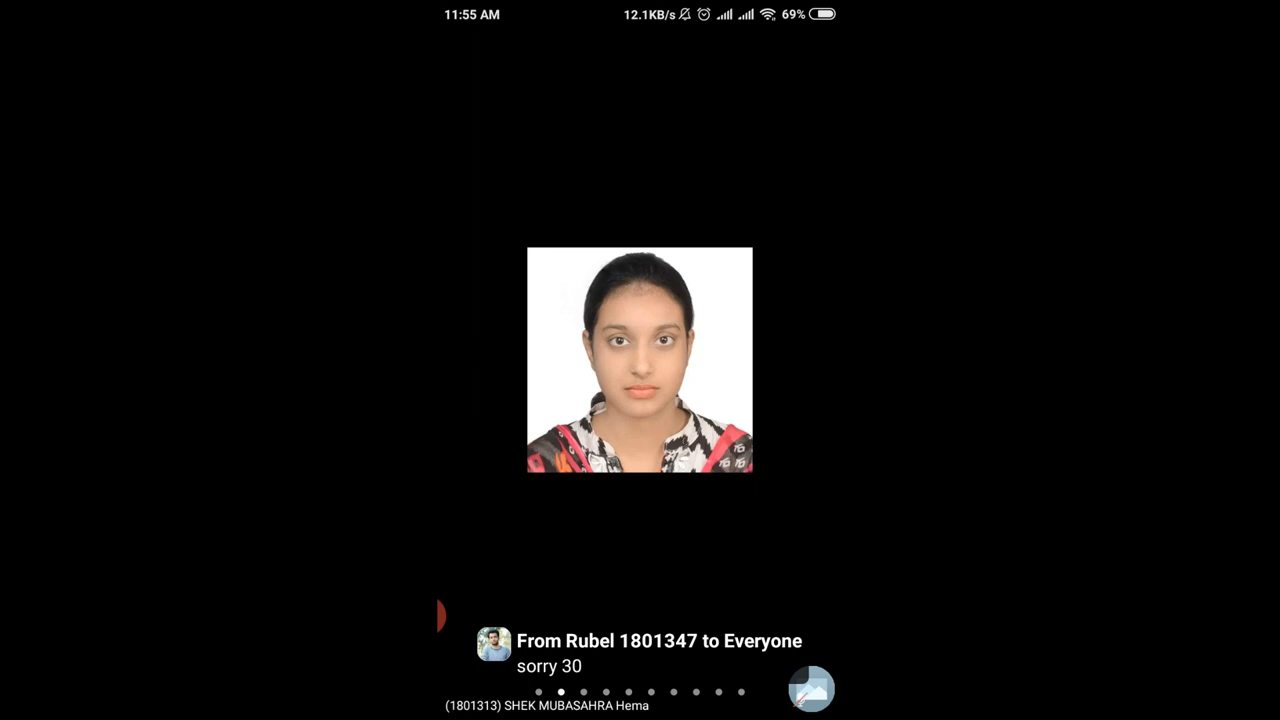 11:55 AM 12.1KB/s 69%
From Rubel 1801347 to Everyone
sorry 30
(1801313) SHEK MUBASAHRA Hema